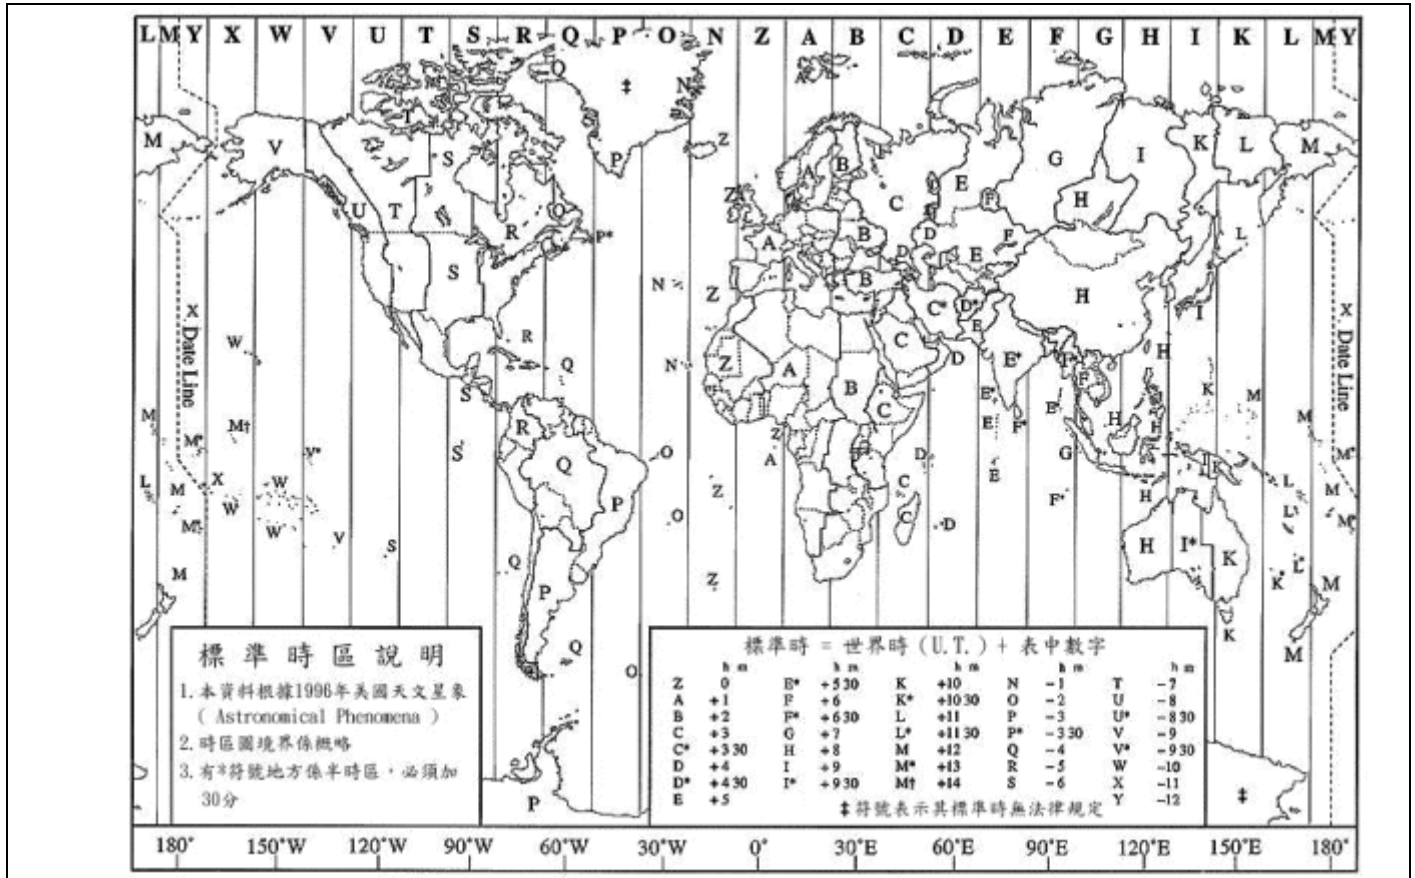 L M Y X W V U T S R Q P O N Z A B C D E F G H I K L M Y
Q ‡ N A
T Z
M V S P A B G I K L M
Z E F H
U T R Q P* C D L
A B D F
S N Z B E H
X C* D* I
Date Line
X
Date Line
W R C E H
Q N Z A D E* F
S B C K M
M M† R H
V* S Q O Z A D F* G
L M X W P Z C E L M
W O C D F* H
V S Q H I* K
M P Z K* L* M
Q K
O M
P ‡
標準時區說明
1. 本資料根據1996年美國天文星象
( Astronomical Phenomena )
2. 時區圖境界係概略
3. 有*符號地方係半時區，必須加
30分
標準時 = 世界時 (U.T.) + 表中數字
h m h m h m h m h m
Z 0 E* +5 30 K +10 N −1 T −7
A +1 F +6 K* +10 30 O −2 U −8
B +2 F* +6 30 L +11 P −3 U* −8 30
C +3 G +7 L* +11 30 P* −3 30 V −9
C* +3 30 H +8 M +12 Q −4 V* −9 30
D +4 I +9 M* +13 R −5 W −10
D* +4 30 I* +9 30 M† +14 S −6 X −11
E +5 Y −12
‡符號表示其標準時無法律規定
180° 150°W 120°W 90°W 60°W 30°W 0° 30°E 60°E 90°E 120°E 150°E 180°